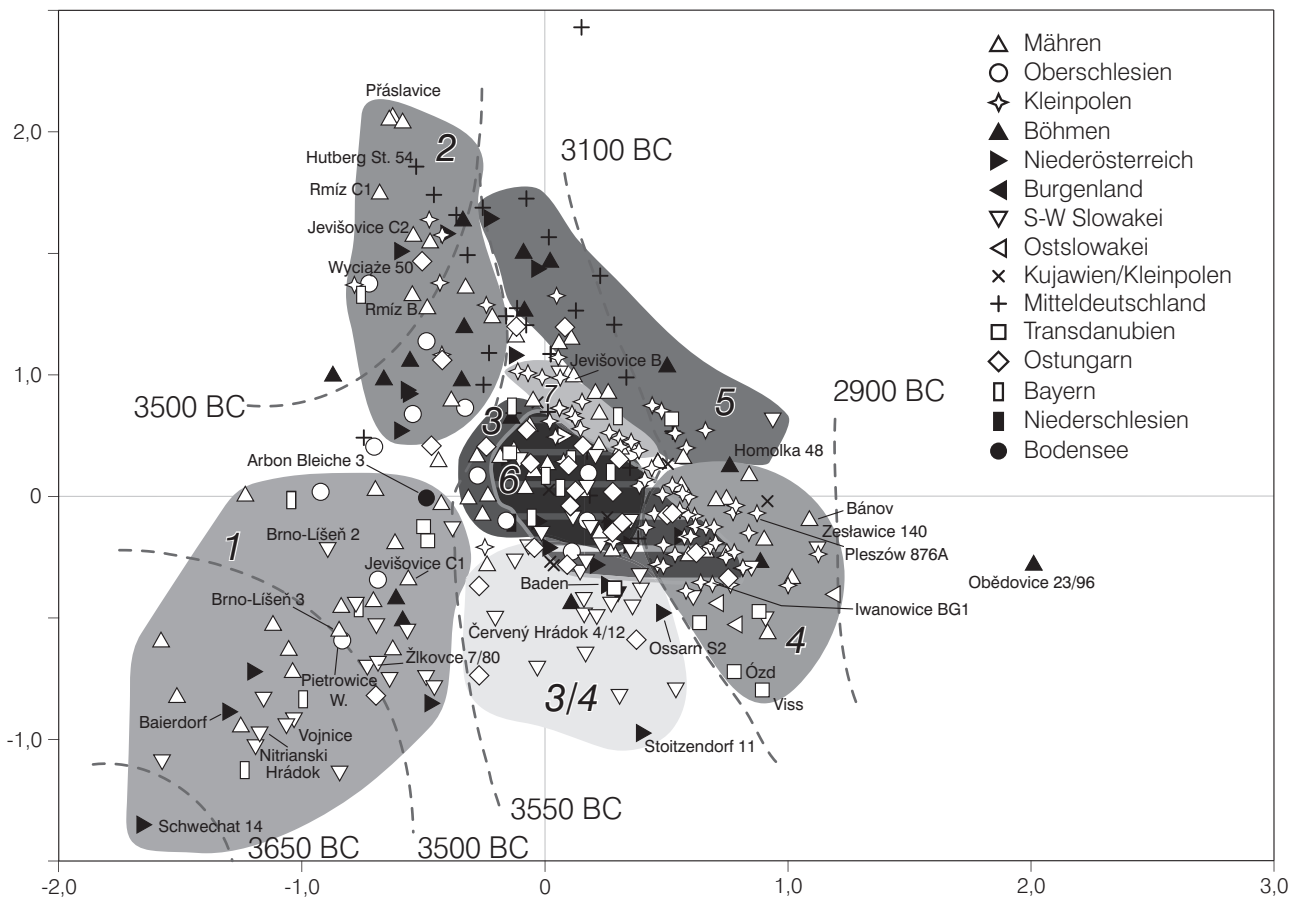 Mähren
Oberschlesien
Kleinpolen
Böhmen
Niederösterreich
Burgenland
S-W Slowakei
Ostslowakei
Kujawien/Kleinpolen
Mitteldeutschland
Transdanubien
Ostungarn
Bayern
Niederschlesien
Bodensee
Přáslavice
2,0
2
3100 BC
Hutberg St. 54
Rmíz C1
Jevišovice C2
Wyciąże 50
Rmíz B
1,0
Jevišovice B
7
5
2900 BC
3500 BC
3
Homolka 48
Arbon Bleiche 3
6
0
Bánov
1
Brno-Líšeň 2
Zesławice 140
Pleszów 876A
Jevišovice C1
Baden
Obědovice 23/96
Brno-Líšeň 3
Iwanowice BG1
Červený Hrádok 4/12
Ossarn S2
4
Žlkovce 7/80
Pietrowice
W.
Ózd
3/4
Viss
Baierdorf
Vojnice
-1,0
Nitrianski
Hrádok
Stoitzendorf 11
3550 BC
Schwechat 14
3650 BC
3500 BC
-2,0
-1,0
0
1,0
2,0
3,0